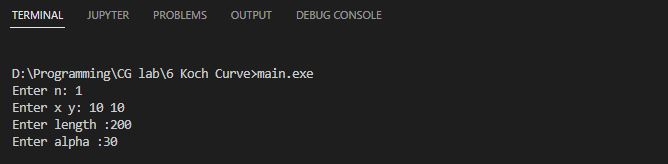 TERMINAL JUPYTER PROBLEMS OUTPUT DEBUG CONSOLE
D:\Programming\CG lab\6 Koch Curve>main.exe
Enter n: 1
Enter x y: 10 10
Enter length :200
Enter alpha :30